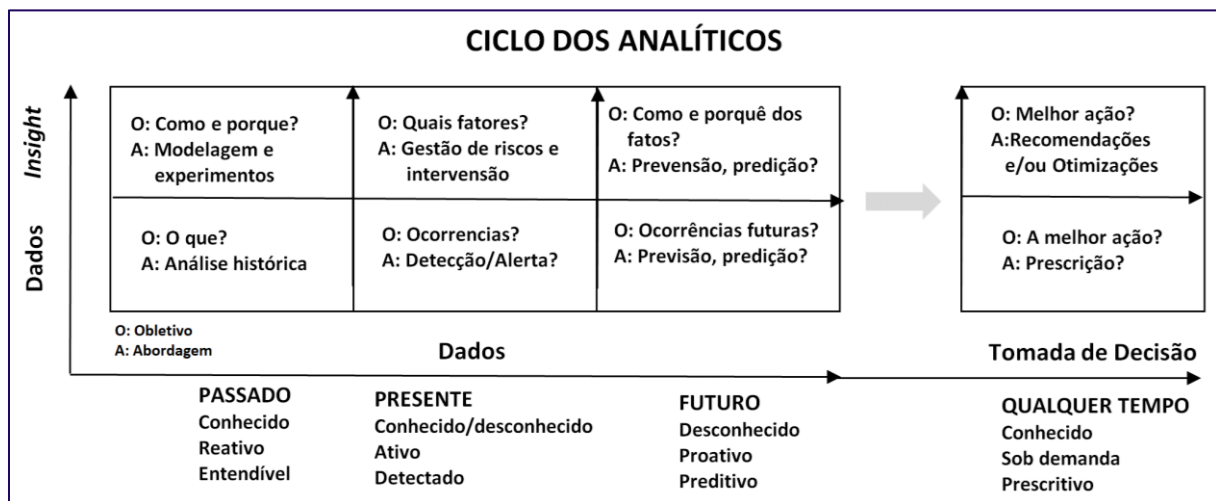 CICLO DOS ANALÍTICOS
Insight
Dados
O: Como e porque?
A: Modelagem e
experimentos
O: Quais fatores?
A: Gestão de riscos e
intervensão
O: Como e porquê dos
fatos?
A: Prevensão, predição?
O: Melhor ação?
A:Recomendações
e/ou Otimizações
O: O que?
A: Análise histórica
O: Ocorrencias?
A: Detecção/Alerta?
O: Ocorrências futuras?
A: Previsão, predição?
O: A melhor ação?
A: Prescrição?
O: Obletivo
A: Abordagem
Dados
Tomada de Decisão
PASSADO
Conhecido
Reativo
Entendível
PRESENTE
Conhecido/desconhecido
Ativo
Detectado
FUTURO
Desconhecido
Proativo
Preditivo
QUALQUER TEMPO
Conhecido
Sob demanda
Prescritivo